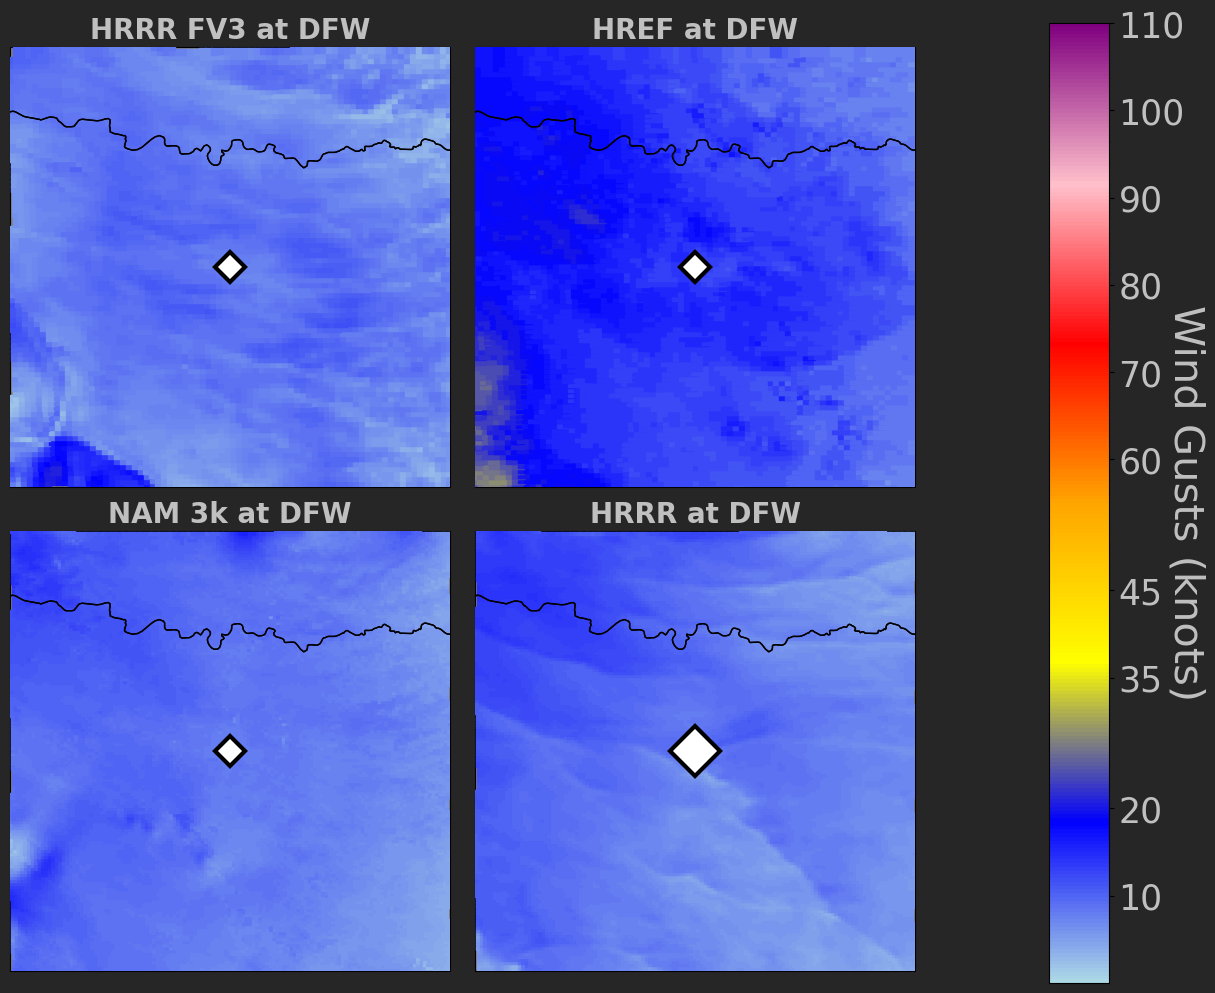 HRRR FV3 at DFW
HREF at DFW
NAM 3k at DFW
HRRR at DFW
110
100
90
80
70
60
45
35
20
10
Wind Gusts (knots)